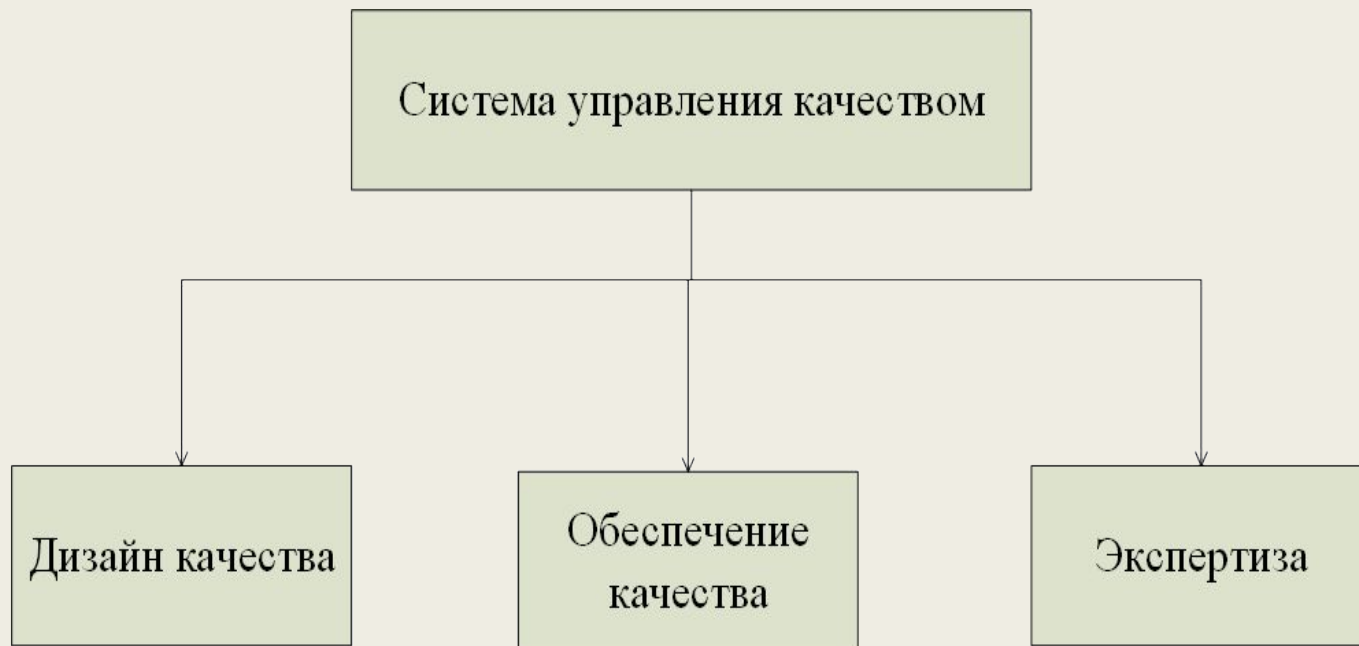 Система управления качеством
Дизайн качества
Обеспечение
качества
Экспертиза